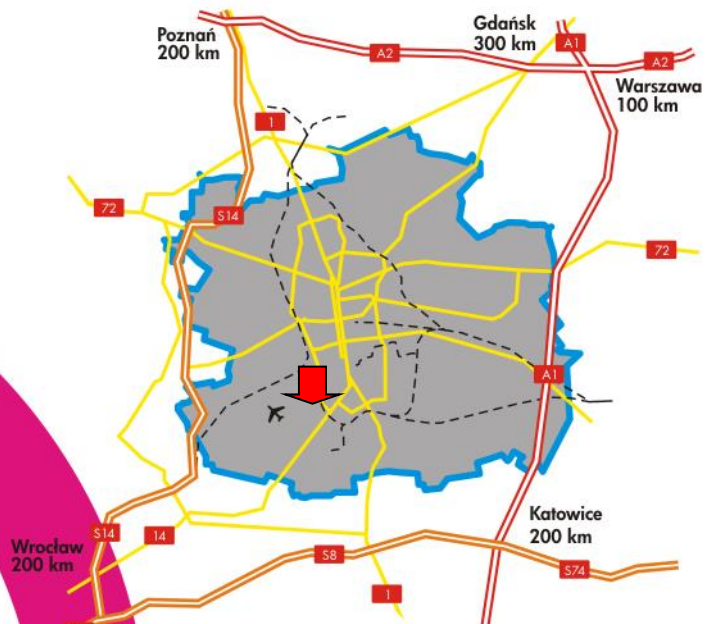 Poznań
200 km
Gdańsk
300 km
A1
A2
A2
Warszawa
100 km
1
72
S14
72
A1
Katowice
200 km
S14
14
Wrocław
200 km
S8
S74
1